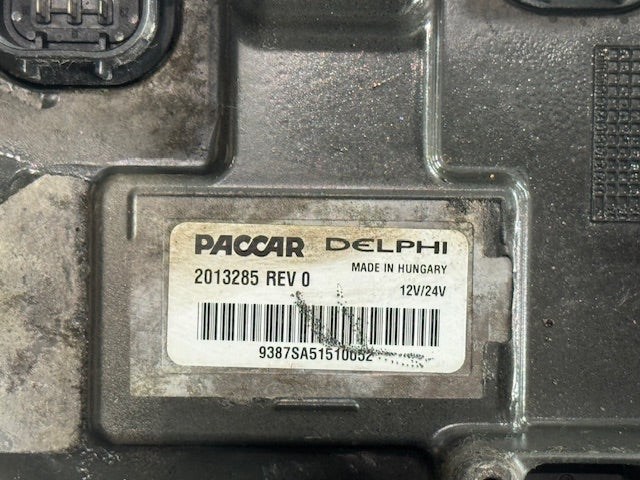 PACCAR DELPHI
2013285 REV 0
MADE IN HUNGARY
12V/24V
9387SA51510052